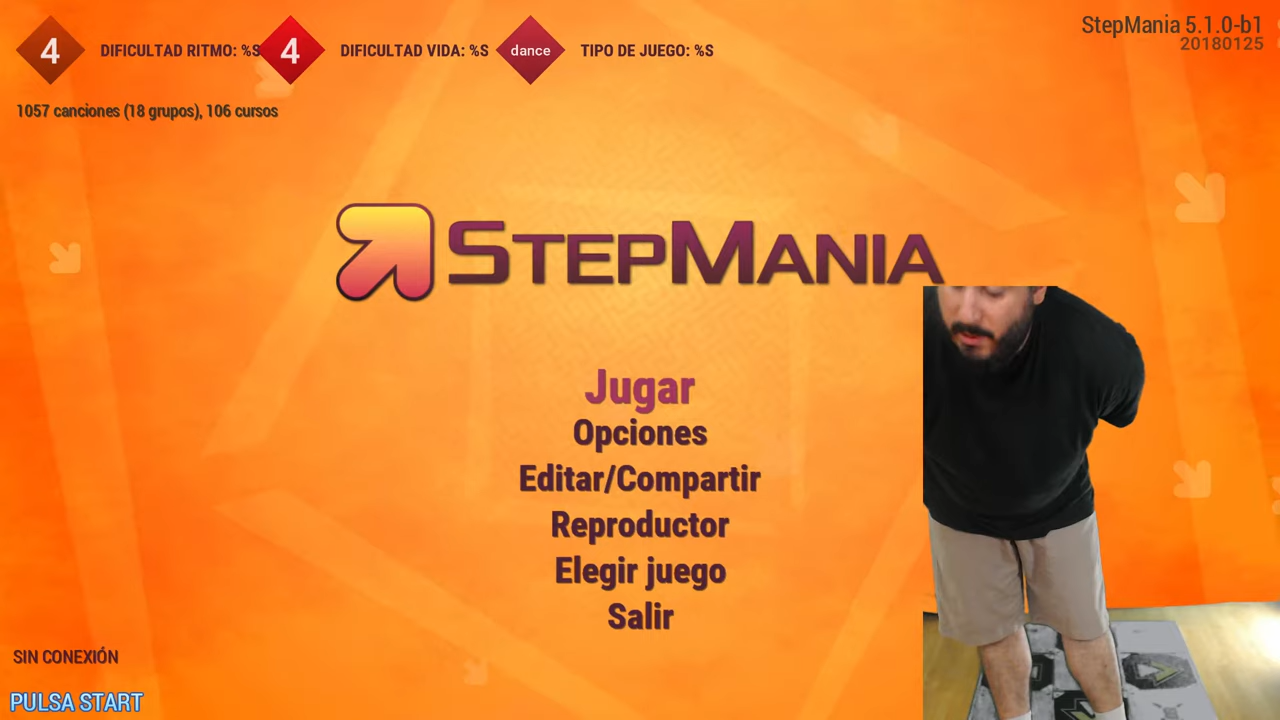 4 DIFICULTAD RITMO: %S
4 DIFICULTAD VIDA: %S
dance TIPO DE JUEGO: %S
StepMania 5.1.0-b1
20180125
1057 canciones (18 grupos), 106 cursos
STEPMANIA
Jugar
Opciones
Editar/Compartir
Reproductor
Elegir juego
Salir
SIN CONEXIÓN
PULSA START